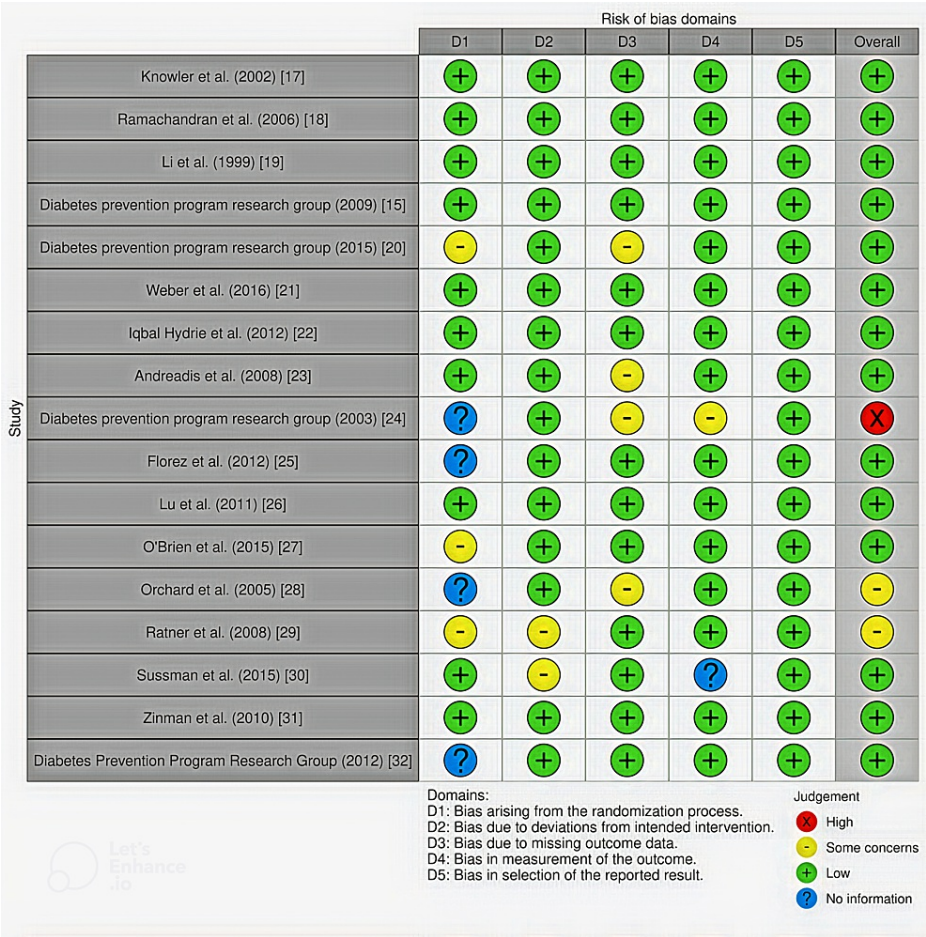 Risk of bias domains
D1 D2 D3 D4 D5 Overall
Study
Knowler et al. (2002) [17] + + + + + +
Ramachandran et al. (2006) [18] + + + + + +
Li et al. (1999) [19] + + + + + +
Diabetes prevention program research group (2009) [15] + + + + + +
Diabetes prevention program research group (2015) [20] - + - + + +
Weber et al. (2016) [21] + + + + + +
Iqbal Hydrie et al. (2012) [22] + + + + + +
Andreadis et al. (2008) [23] + + - + + +
Diabetes prevention program research group (2003) [24] ? + - - + X
Florez et al. (2012) [25] ? + + + + +
Lu et al. (2011) [26] + + + + + +
O'Brien et al. (2015) [27] - + + + + +
Orchard et al. (2005) [28] ? + - + + -
Ratner et al. (2008) [29] - - + + + -
Sussman et al. (2015) [30] + - + ? + +
Zinman et al. (2010) [31] + + + + + +
Diabetes Prevention Program Research Group (2012) [32] ? + + + + +
Domains:
D1: Bias arising from the randomization process.
D2: Bias due to deviations from intended intervention.
D3: Bias due to missing outcome data.
D4: Bias in measurement of the outcome.
D5: Bias in selection of the reported result.
Judgement
X High
- Some concerns
+ Low
? No information
Let's
Enhance
.io